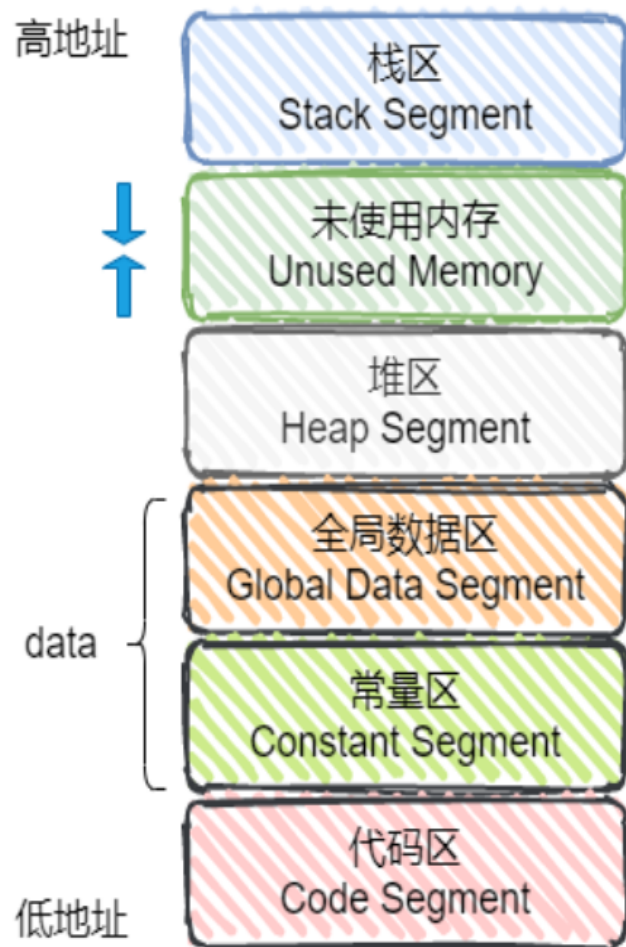 高地址
栈区
Stack Segment
未使用内存
Unused Memory
堆区
Heap Segment
全局数据区
Global Data Segment
data
常量区
Constant Segment
代码区
Code Segment
低地址